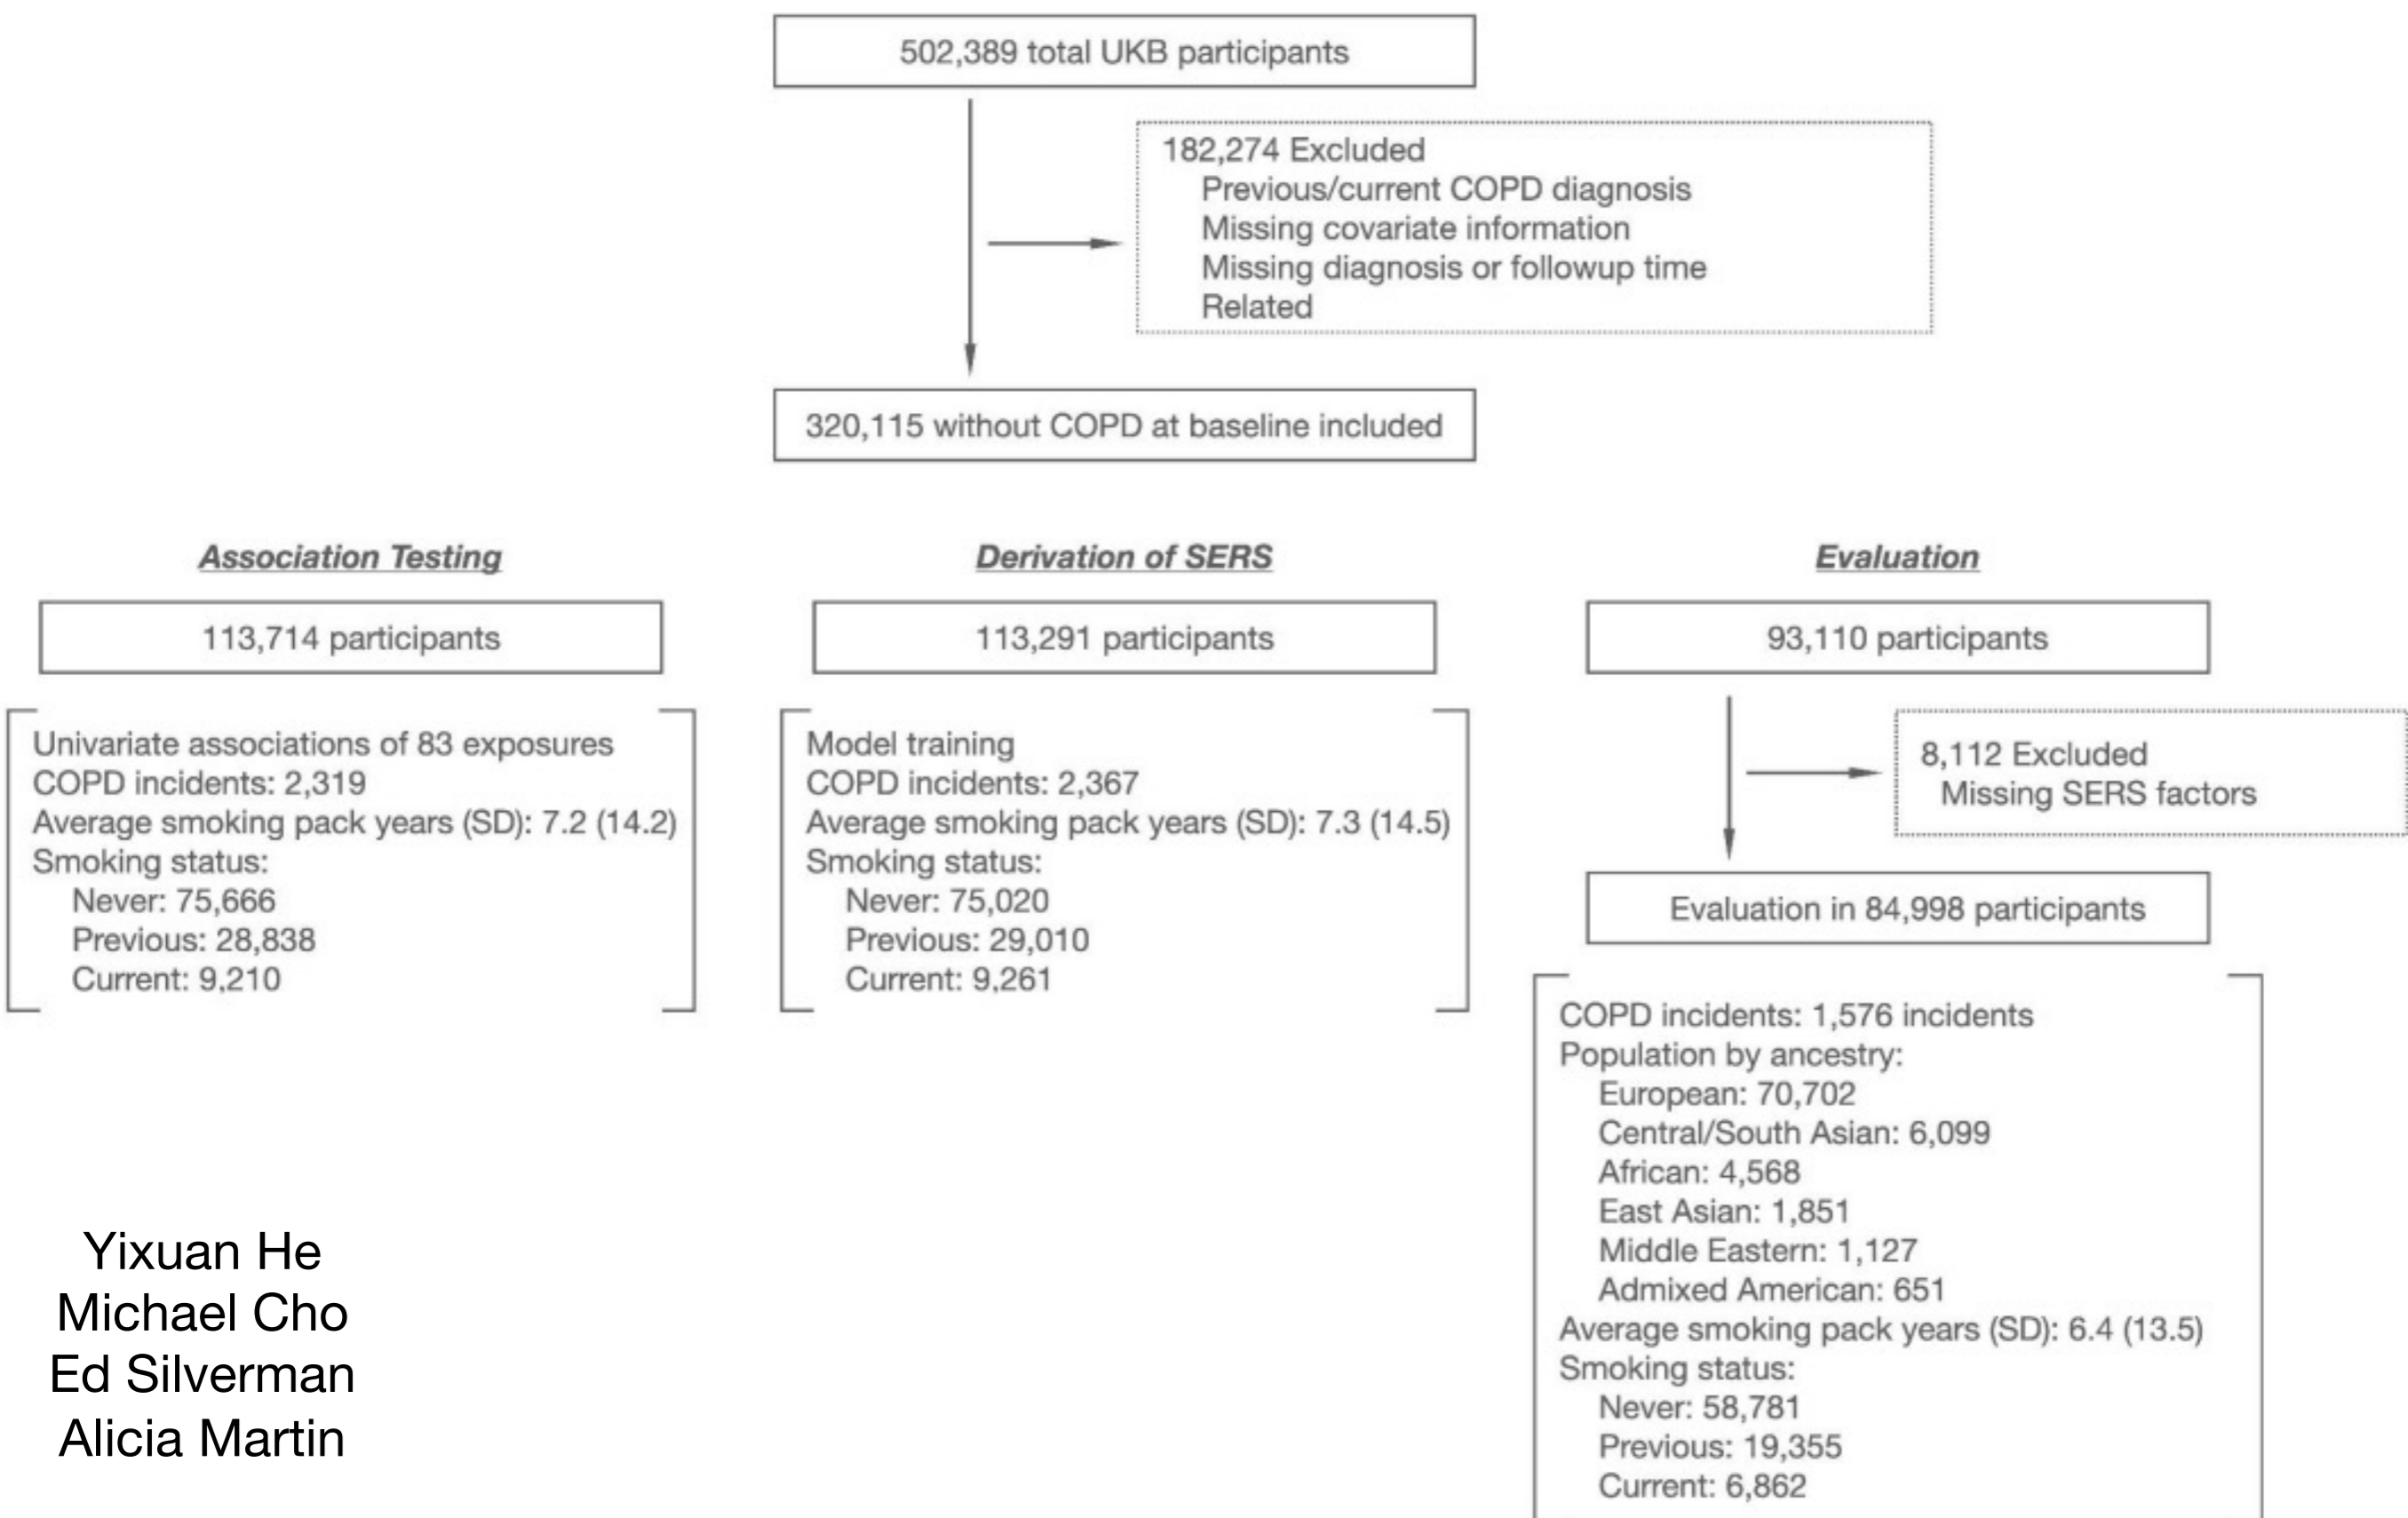 502,389 total UKB participants
182,274 Excluded
Previous/current COPD diagnosis
Missing covariate information
Missing diagnosis or followup time
Related
320,115 without COPD at baseline included
Association Testing
113,714 participants
Univariate associations of 83 exposures
COPD incidents: 2,319
Average smoking pack years (SD): 7.2 (14.2)
Smoking status:
Never: 75,666
Previous: 28,838
Current: 9,210
Derivation of SERS
113,291 participants
Model training
COPD incidents: 2,367
Average smoking pack years (SD): 7.3 (14.5)
Smoking status:
Never: 75,020
Previous: 29,010
Current: 9,261
Evaluation
93,110 participants
8,112 Excluded
Missing SERS factors
Evaluation in 84,998 participants
COPD incidents: 1,576 incidents
Population by ancestry:
European: 70,702
Central/South Asian: 6,099
African: 4,568
East Asian: 1,851
Middle Eastern: 1,127
Admixed American: 651
Average smoking pack years (SD): 6.4 (13.5)
Smoking status:
Never: 58,781
Previous: 19,355
Current: 6,862
Yixuan He
Michael Cho
Ed Silverman
Alicia Martin